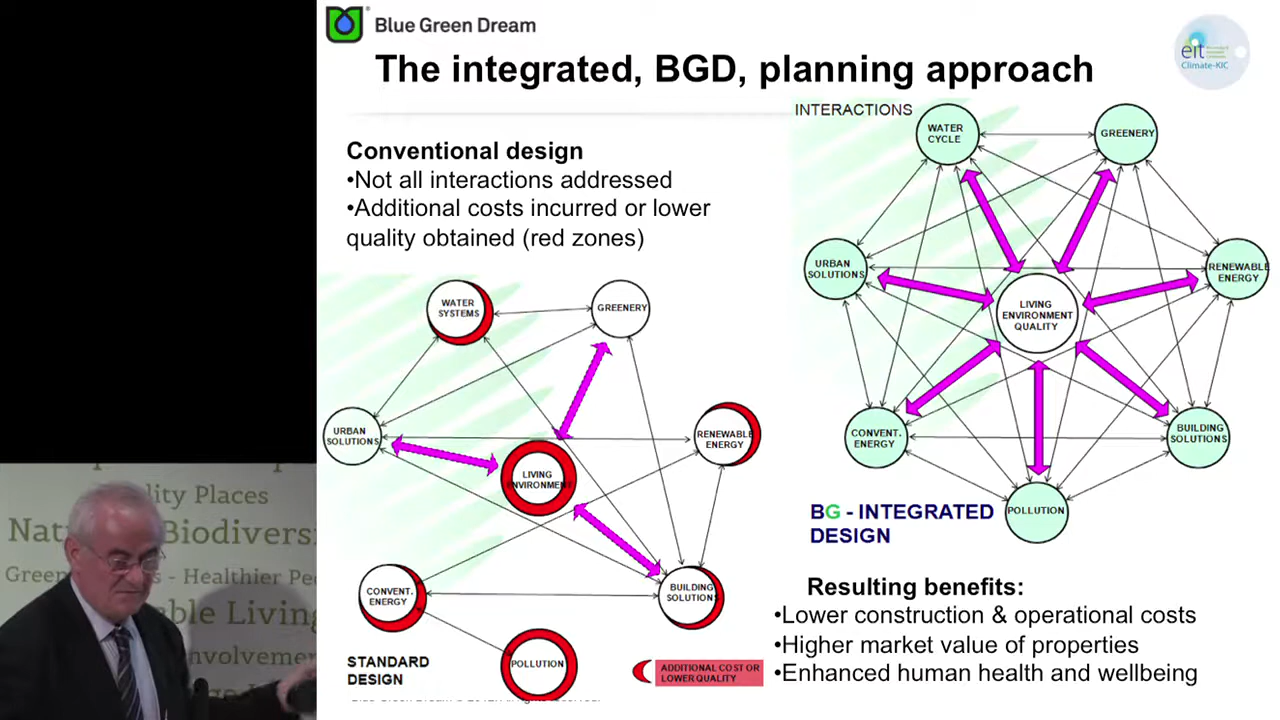 Blue Green Dream
The integrated, BGD, planning approach
eit
Climate-KIC
Conventional design
•Not all interactions addressed
•Additional costs incurred or lower
quality obtained (red zones)
WATER
SYSTEMS
GREENERY
URBAN
SOLUTIONS
RENEWABLE
ENERGY
LIVING
ENVIRONMENT
CONVENT.
ENERGY
BUILDING
SOLUTIONS
POLLUTION
STANDARD
DESIGN
ADDITIONAL COST OR
LOWER QUALITY
INTERACTIONS
WATER
CYCLE
GREENERY
URBAN
SOLUTIONS
RENEWABLE
ENERGY
LIVING
ENVIRONMENT
QUALITY
CONVENT.
ENERGY
BUILDING
SOLUTIONS
POLLUTION
BG - INTEGRATED
DESIGN
Resulting benefits:
•Lower construction & operational costs
•Higher market value of properties
•Enhanced human health and wellbeing
lity Places
Biodiversi
Green
- Healthier Pe
able Living
nvolveme